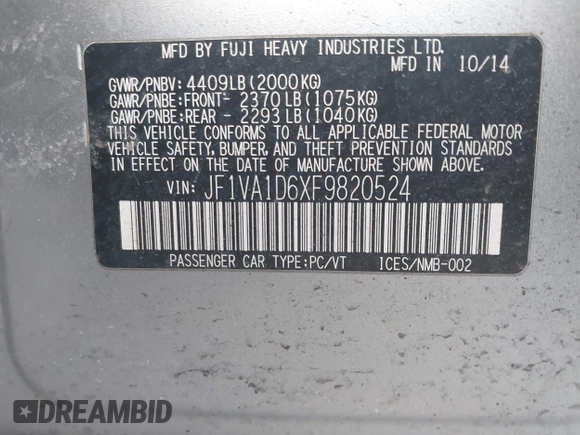 MFD BY FUJI HEAVY INDUSTRIES LTD.
MFD IN 10/14
GVWR/PNBV: 4409LB(2000KG)
GAWR/PNBE:FRONT- 2370LB(1075KG)
GAWR/PNBE:REAR - 2293LB(1040KG)
THIS VEHICLE CONFORMS TO ALL APPLICABLE FEDERAL MOTOR
VEHICLE SAFETY, BUMPER, AND THEFT PREVENTION STANDARDS
IN EFFECT ON THE DATE OF MANUFACTURE SHOWN ABOVE.
VIN: JF1VA1D6XF9820524
PASSENGER CAR TYPE:PC/VT ICES/NMB-002
DREAMBID